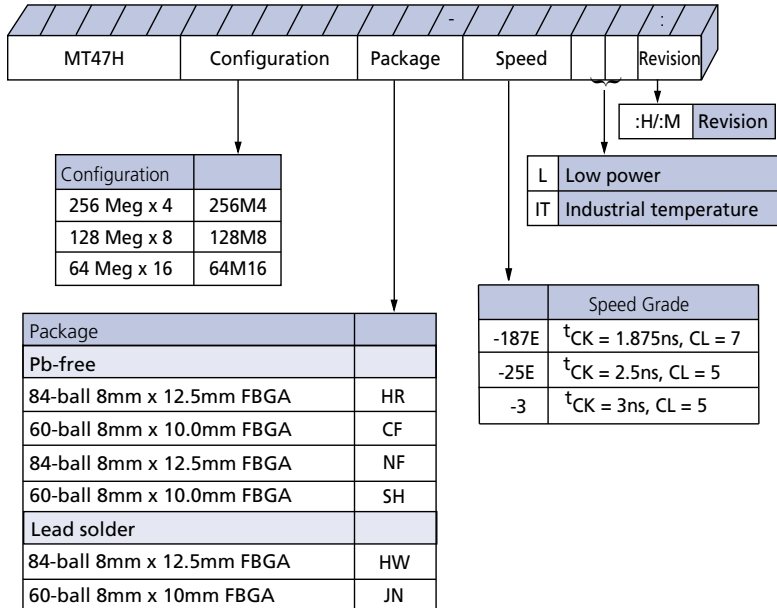 - :
MT47H Configuration Package Speed Revision
:H/:M Revision
L Low power
IT Industrial temperature
Configuration
256 Meg x 4 256M4
128 Meg x 8 128M8
64 Meg x 16 64M16
Speed Grade
-187E tCK = 1.875ns, CL = 7
-25E tCK = 2.5ns, CL = 5
-3 tCK = 3ns, CL = 5
Package
Pb-free
84-ball 8mm x 12.5mm FBGA HR
60-ball 8mm x 10.0mm FBGA CF
84-ball 8mm x 12.5mm FBGA NF
60-ball 8mm x 10.0mm FBGA SH
Lead solder
84-ball 8mm x 12.5mm FBGA HW
60-ball 8mm x 10mm FBGA JN